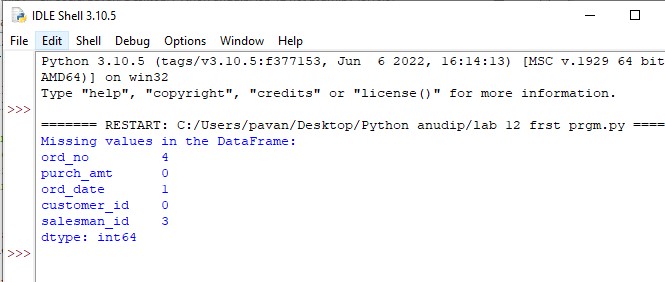 IDLE Shell 3.10.5
File Edit Shell Debug Options Window Help
Python 3.10.5 (tags/v3.10.5:f377153, Jun  6 2022, 16:14:13) [MSC v.1929 64 bit
AMD64)] on win32
Type "help", "copyright", "credits" or "license()" for more information.
>>>
======= RESTART: C:/Users/pavan/Desktop/Python anudip/lab 12 frst prgm.py ====
Missing values in the DataFrame:
ord_no         4
purch_amt      0
ord_date       1
customer_id    0
salesman_id    3
dtype: int64
>>>